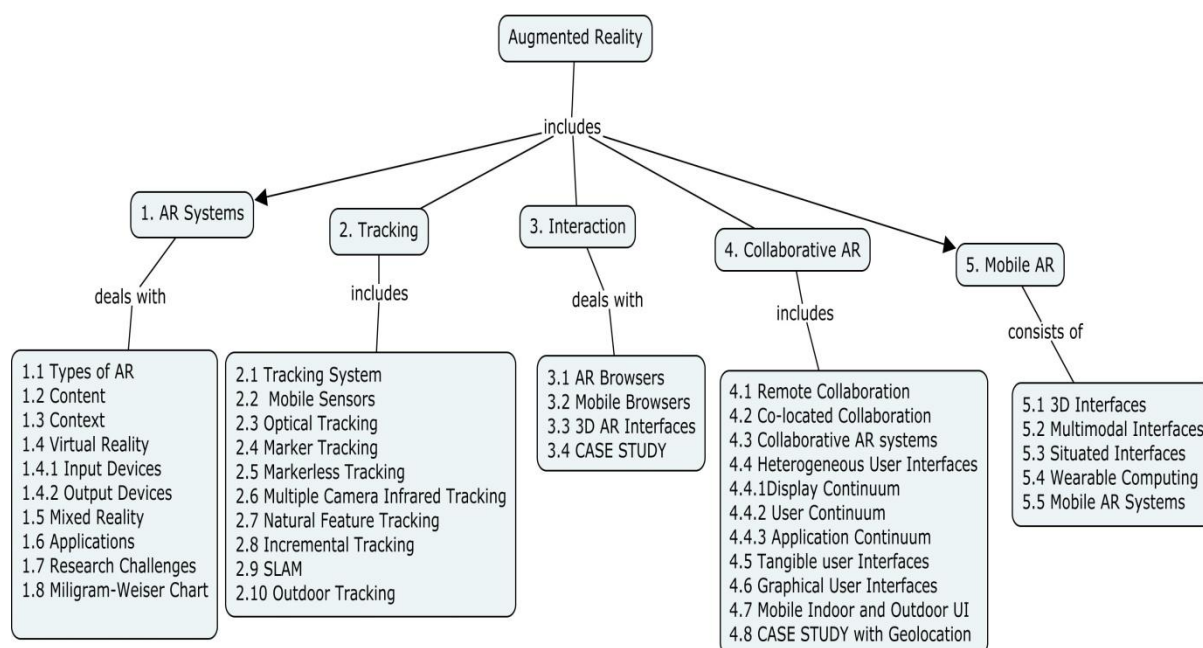 Augmented Reality
includes
1. AR Systems
2. Tracking
3. Interaction
4. Collaborative AR
5. Mobile AR
deals with
includes
deals with
includes
consists of
1.1 Types of AR
1.2 Content
1.3 Context
1.4 Virtual Reality
1.4.1 Input Devices
1.4.2 Output Devices
1.5 Mixed Reality
1.6 Applications
1.7 Research Challenges
1.8 Miligram-Weiser Chart
2.1 Tracking System
2.2 Mobile Sensors
2.3 Optical Tracking
2.4 Marker Tracking
2.5 Markerless Tracking
2.6 Multiple Camera Infrared Tracking
2.7 Natural Feature Tracking
2.8 Incremental Tracking
2.9 SLAM
2.10 Outdoor Tracking
3.1 AR Browsers
3.2 Mobile Browsers
3.3 3D AR Interfaces
3.4 CASE STUDY
4.1 Remote Collaboration
4.2 Co-located Collaboration
4.3 Collaborative AR systems
4.4 Heterogeneous User Interfaces
4.4.1Display Continuum
4.4.2 User Continuum
4.4.3 Application Continuum
4.5 Tangible user Interfaces
4.6 Graphical User Interfaces
4.7 Mobile Indoor and Outdoor UI
4.8 CASE STUDY with Geolocation
5.1 3D Interfaces
5.2 Multimodal Interfaces
5.3 Situated Interfaces
5.4 Wearable Computing
5.5 Mobile AR Systems